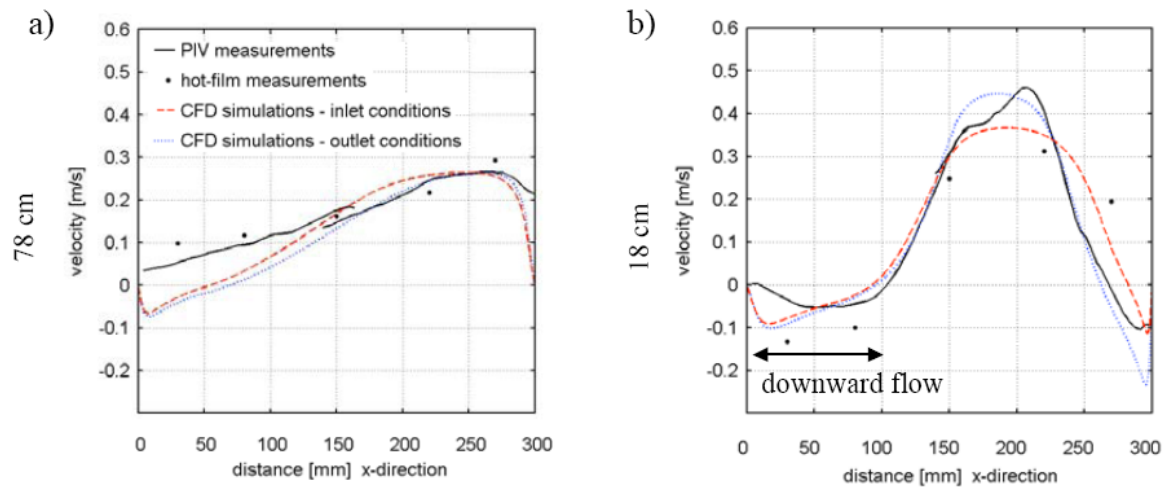 a)
0.6
0.5
0.4
0.3
0.2
0.1
0
-0.1
-0.2
PIV measurements
hot-film measurements
CFD simulations - inlet conditions
CFD simulations - outlet conditions
velocity [m/s]
78 cm
0 50 100 150 200 250 300
distance [mm] x-direction
b)
0.6
0.5
0.4
0.3
0.2
0.1
0
-0.1
-0.2
velocity [m/s]
18 cm
downward flow
0 50 100 150 200 250 300
distance [mm] x-direction